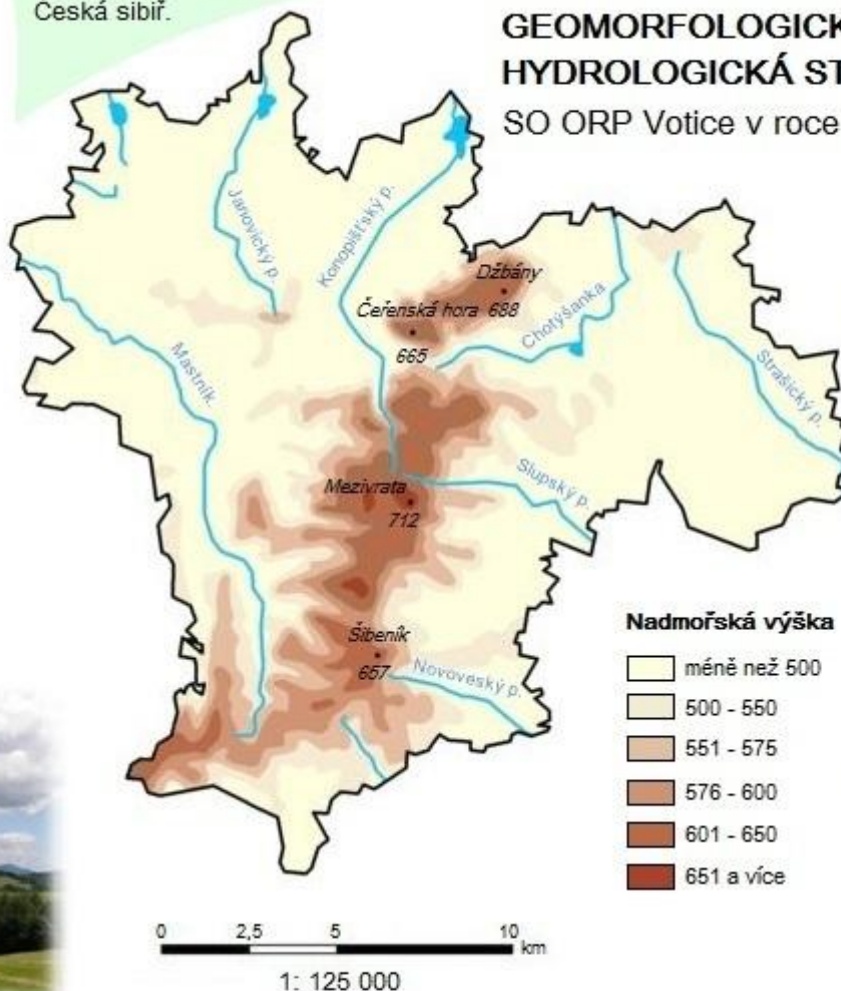 Česká sibiř.
GEOMORFOLOGICK
HYDROLOGICKÁ ST
SO ORP Votice v roce
Janovický p.
Konopišťský p.
Džbány
688
Čeřenská hora
665
Chotýšanka
Mastník
Strašický p.
Slupský p.
Mezivrata
712
Šibeník
657
Novoveský p.
Nadmořská výška
méně než 500
500 - 550
551 - 575
576 - 600
601 - 650
651 a více
0 2,5 5 10
km
1: 125 000